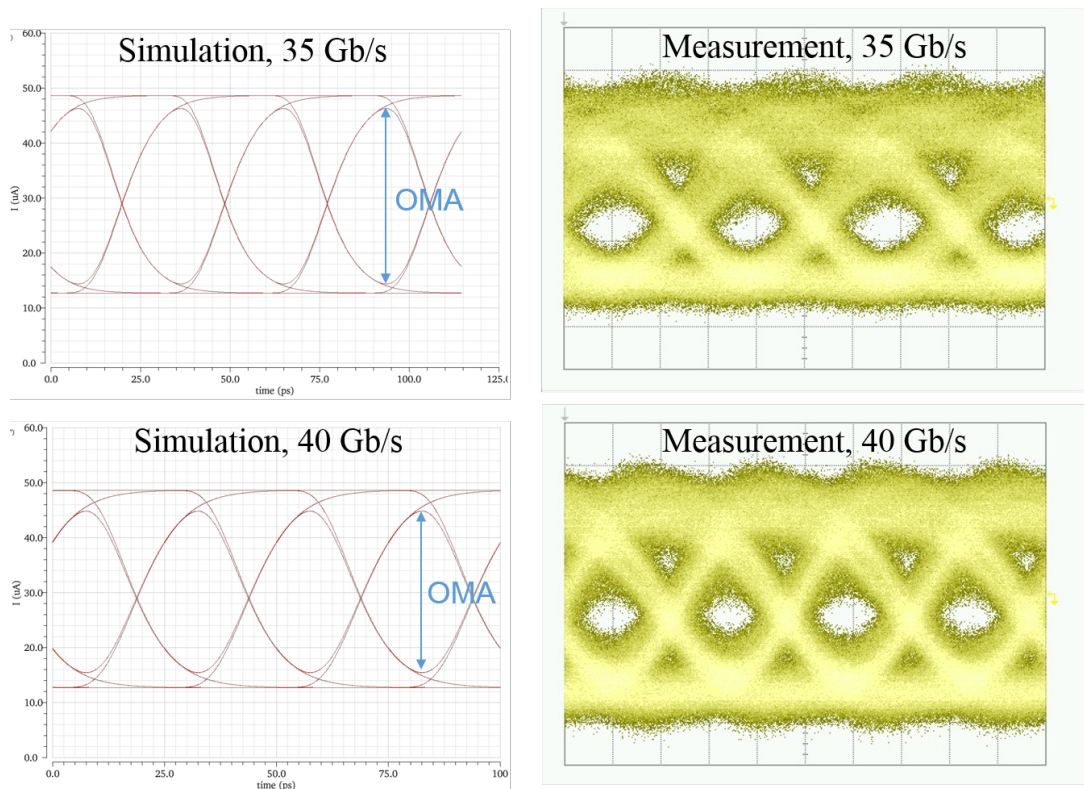 Simulation, 35 Gb/s
)
60.0
50.0
40.0
30.0
20.0
10.0
0.0
I (uA)
OMA
0.0 25.0 50.0 75.0 100.0 125.(
time (ps)
Measurement, 35 Gb/s
Simulation, 40 Gb/s
)
60.0
50.0
40.0
30.0
20.0
10.0
0.0
I (uA)
OMA
0.0 25.0 50.0 75.0 100
time (ps)
Measurement, 40 Gb/s